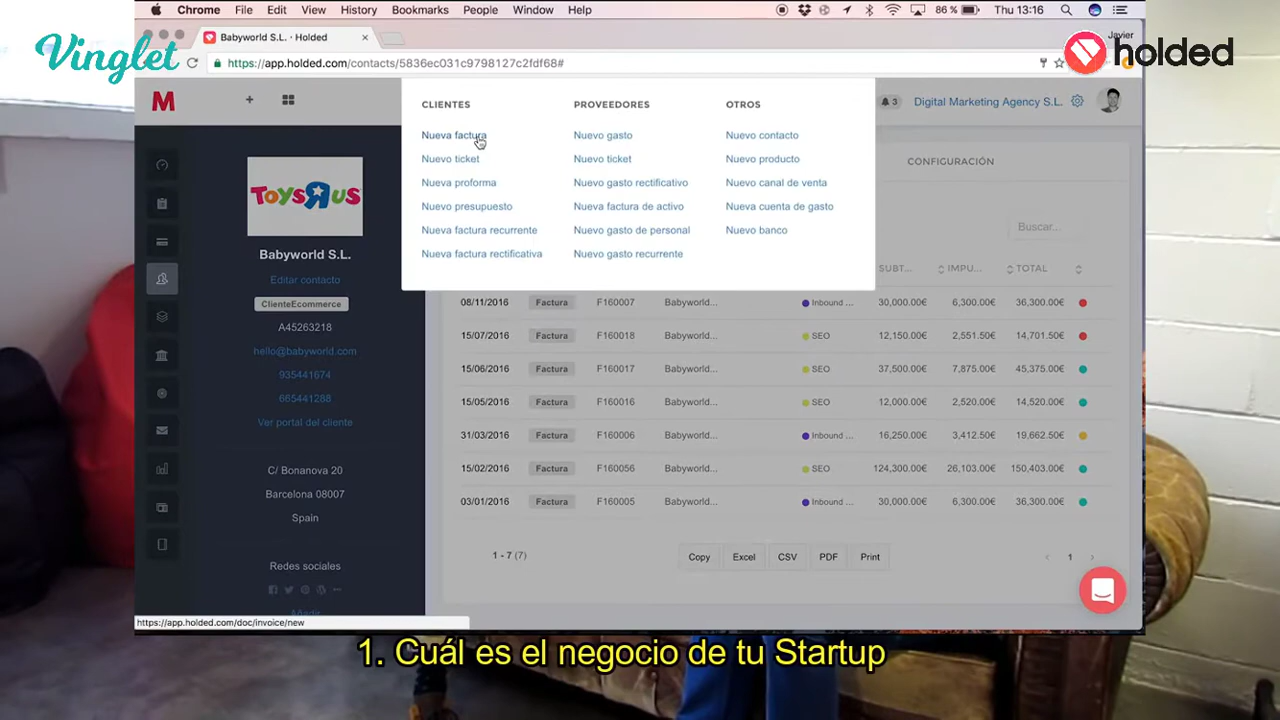 Chrome File Edit View History Bookmarks People Window Help 86 % Thu 13:16
Babyworld S.L. · Holded
Javier
Vinglet
https://app.holded.com/contacts/5836ec031c9798127c2fdf68#
holded
M
3 Digital Marketing Agency S.L.
CLIENTES PROVEEDORES OTROS
Nueva factura Nuevo gasto Nuevo contacto
Nuevo ticket Nuevo ticket Nuevo producto
Nueva proforma Nuevo gasto rectificativo Nuevo canal de venta
Nuevo presupuesto Nueva factura de activo Nueva cuenta de gasto
Nueva factura recurrente Nuevo gasto de personal Nuevo banco
Nueva factura rectificativa Nuevo gasto recurrente
CONFIGURACIÓN
Buscar...
TOYSRUS
Babyworld S.L.
Editar contacto
ClienteEcommerce
A45263218
hello@babyworld.com
935441674
665441288
Ver portal del cliente
C/ Bonanova 20
Barcelona 08007
Spain
Redes sociales
Añadir
SUBT... IMPU... TOTAL
08/11/2016 Factura F160007 Babyworld... Inbound ... 30,000.00€ 6,300.00€ 36,300.00€
15/07/2016 Factura F160018 Babyworld... SEO 12,150.00€ 2,551.50€ 14,701.50€
15/06/2016 Factura F160017 Babyworld... SEO 37,500.00€ 7,875.00€ 45,375.00€
15/05/2016 Factura F160016 Babyworld... SEO 12,000.00€ 2,520.00€ 14,520.00€
31/03/2016 Factura F160006 Babyworld... Inbound ... 16,250.00€ 3,412.50€ 19,662.50€
15/02/2016 Factura F160056 Babyworld... SEO 124,300.00€ 26,103.00€ 150,403.00€
03/01/2016 Factura F160005 Babyworld... Inbound ... 30,000.00€ 6,300.00€ 36,300.00€
1 - 7 (7) Copy Excel CSV PDF Print ‹ 1 ›
https://app.holded.com/doc/invoice/new
1. Cuál es el negocio de tu Startup